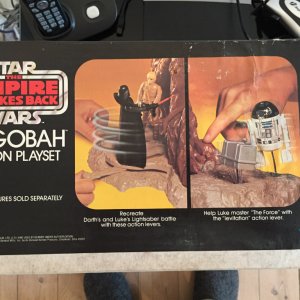 STAR
THE
EMPIRE
STRIKES BACK
WARS
DAGOBAH
ACTION PLAYSET
FIGURES SOLD SEPARATELY
Recreate
Darth's and Luke's Lightsaber battle
with these action levers.
Help Luke master "The Force" with
the "levitation" action lever.